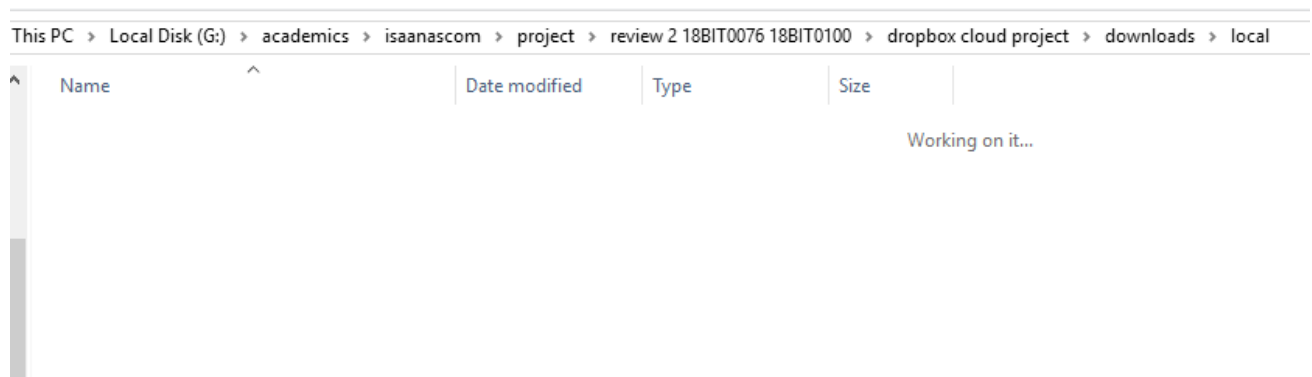 This PC > Local Disk (G:) > academics > isaanascom > project > review 2 18BIT0076 18BIT0100 > dropbox cloud project > downloads > local
Name Date modified Type Size
Working on it...